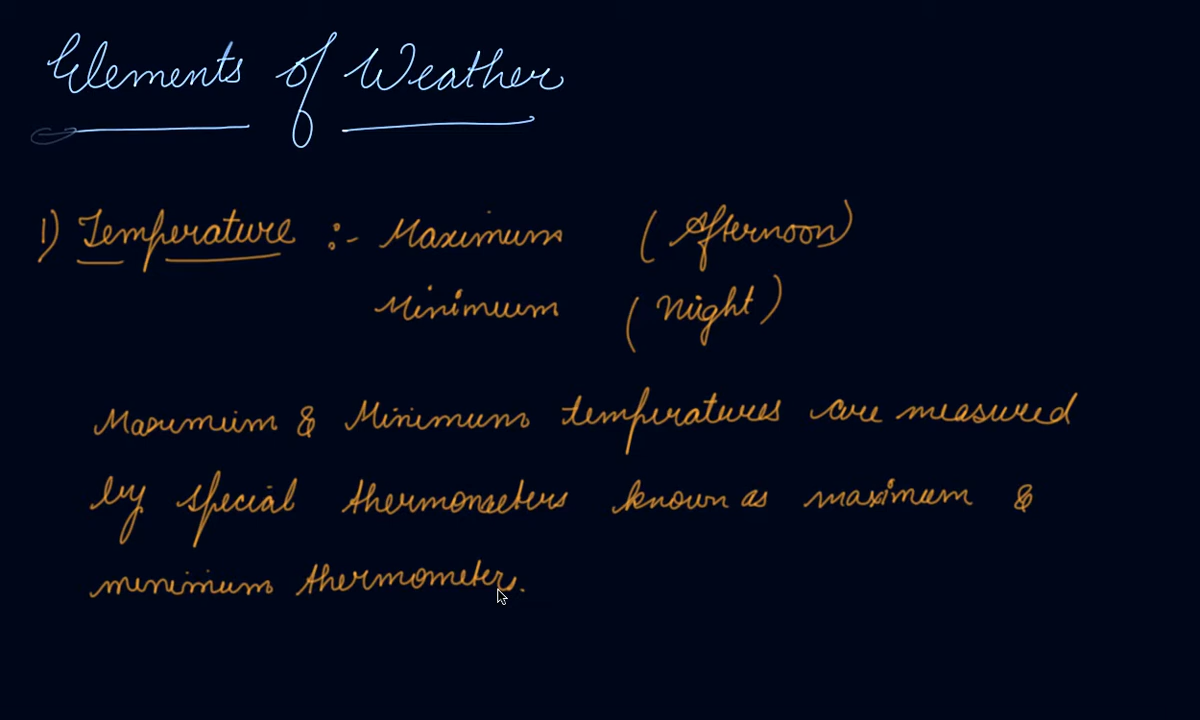 Elements of Weather
1) Temperature :- Maximum (Afternoon)
Minimum (Night)
Maximum & Minimum temperatures are measured
by special thermometers known as maximum &
minimum thermometers.